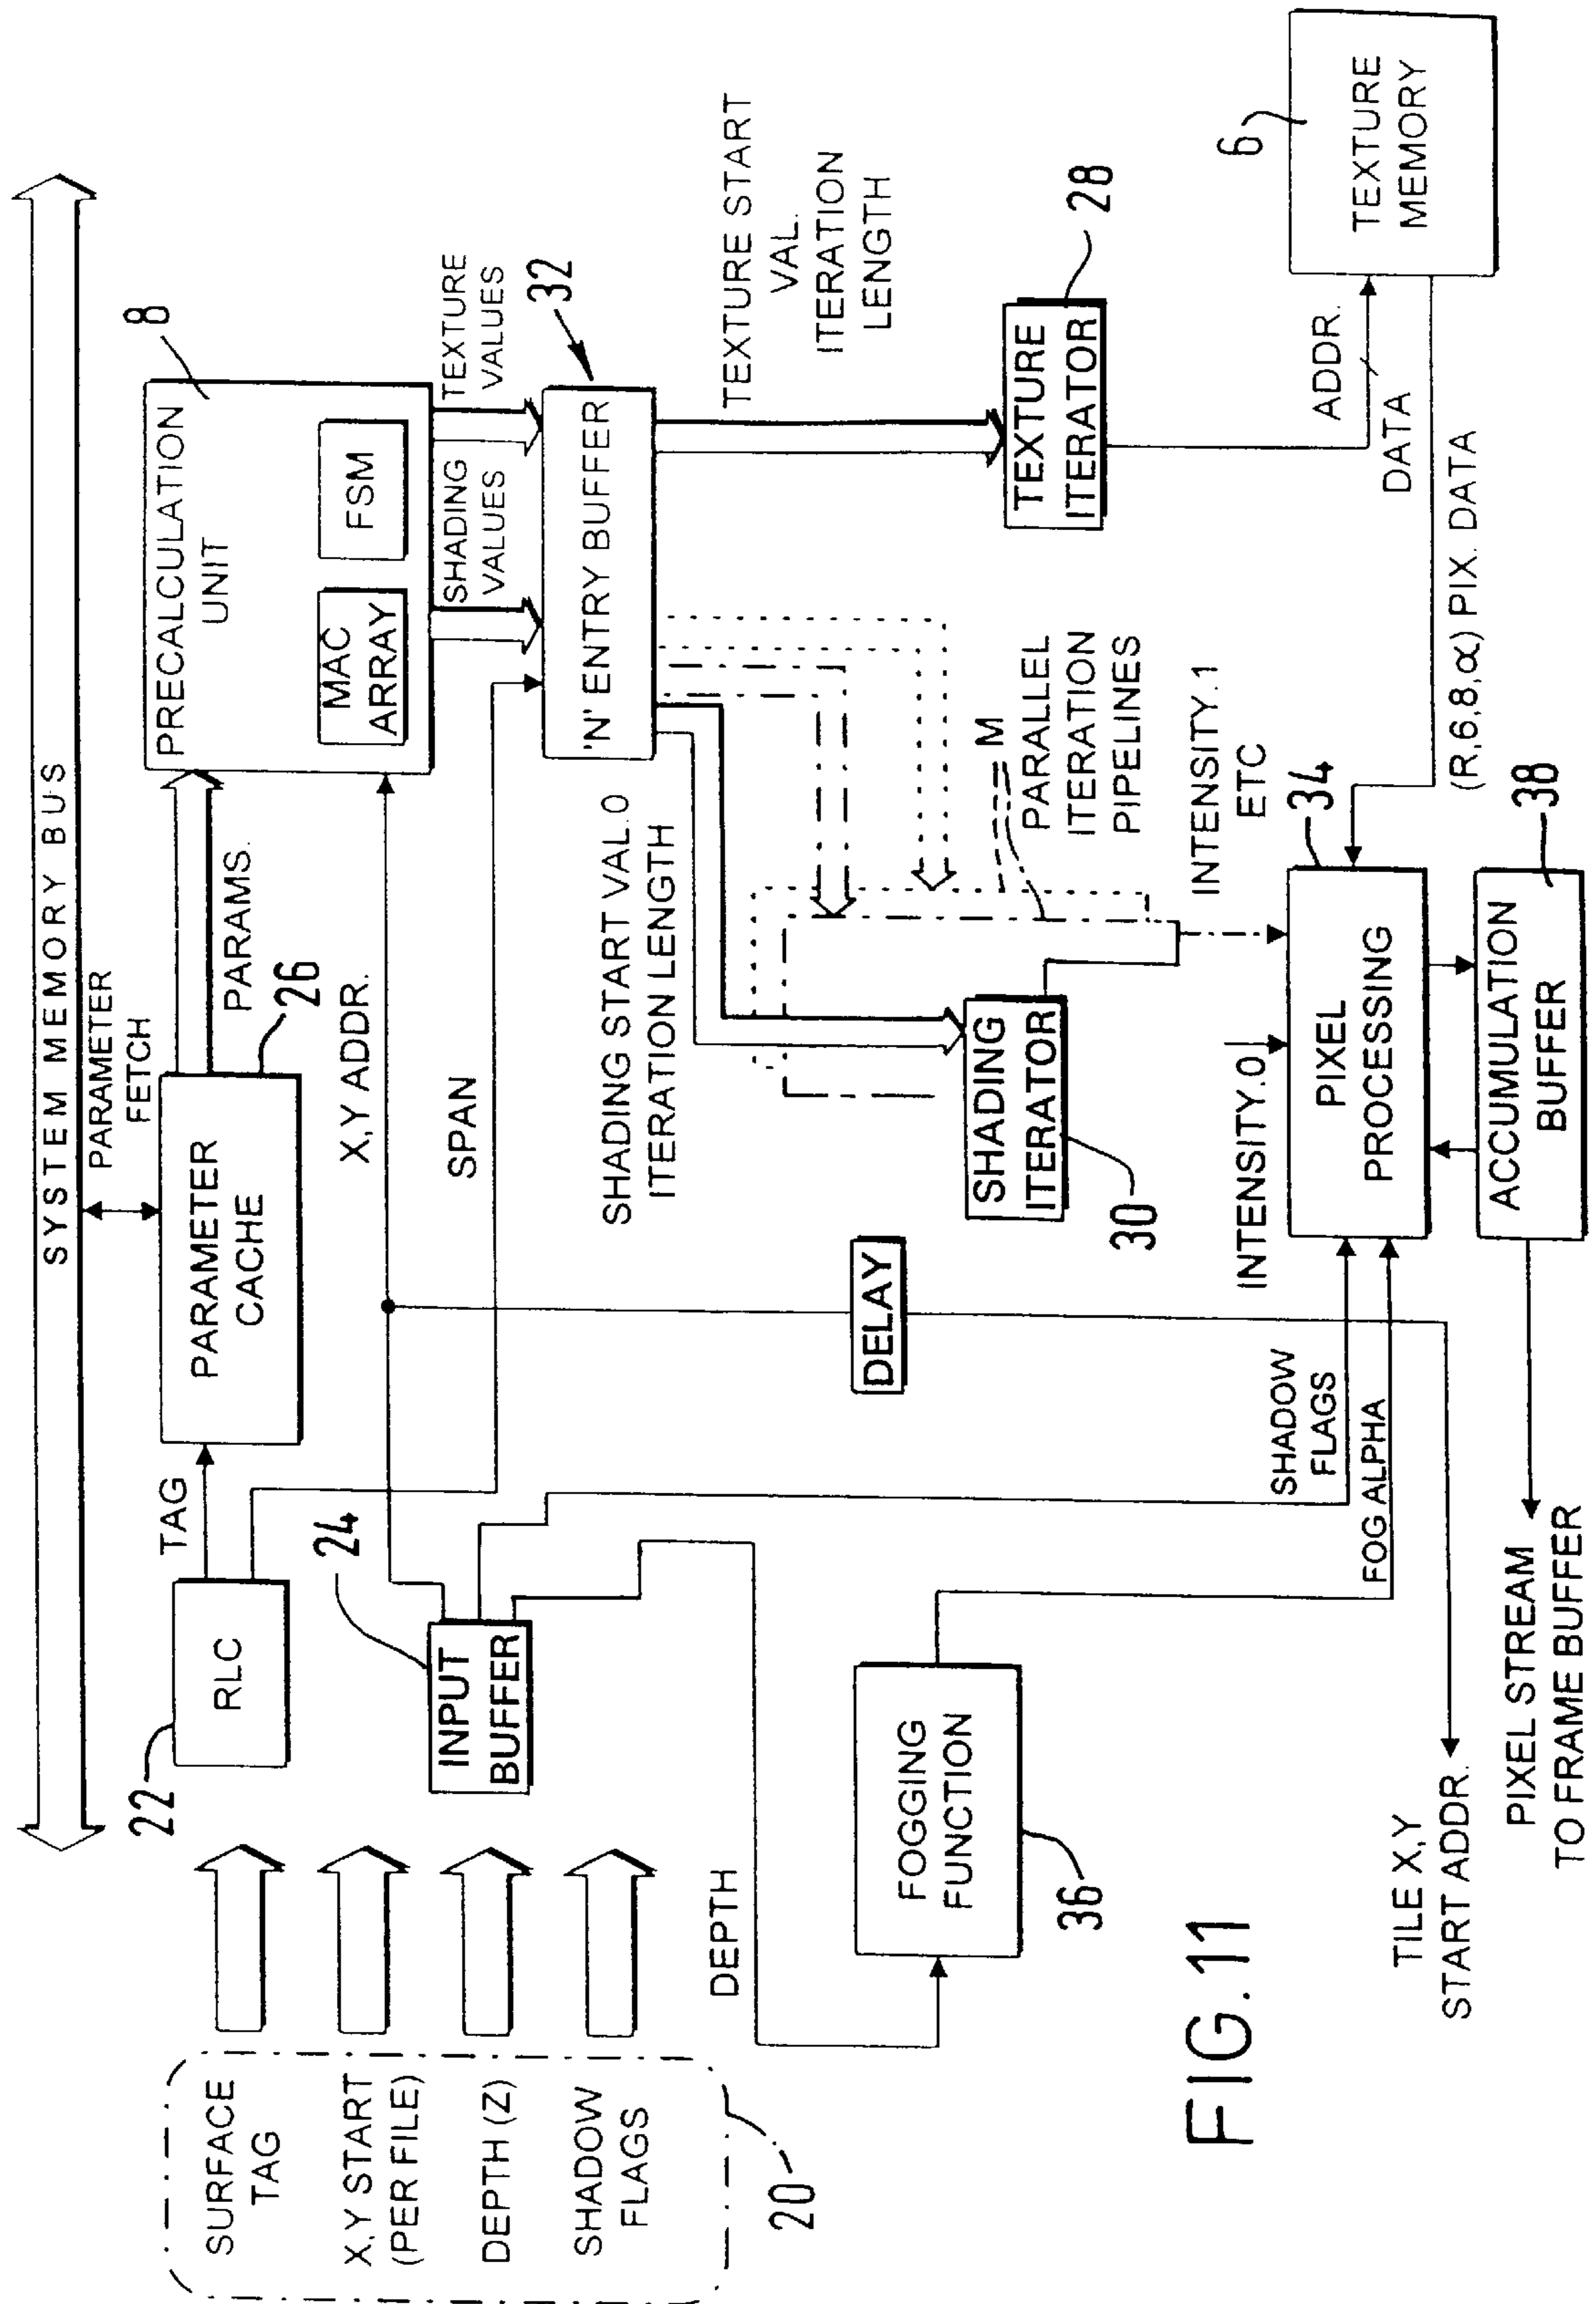 SYSTEM MEMORY BUS
PARAMETER
FETCH
22
RLC
TAG
PARAMETER
CACHE
26
PARAMS.
PRECALCULATION
UNIT
8
MAC
ARRAY
FSM
X,Y ADDR.
SPAN
SHADING
VALUES
TEXTURE
VALUES
SURFACE
TAG
X,Y START
(PER FILE)
DEPTH (Z)
SHADOW
FLAGS
20
24
INPUT
BUFFER
'N' ENTRY BUFFER
32
SHADING START VAL.0
ITERATION LENGTH
TEXTURE START
VAL.
ITERATION
LENGTH
DEPTH
FOGGING
FUNCTION
36
DELAY
SHADING
ITERATOR
30
M
PARALLEL
ITERATION
PIPELINES
TEXTURE
ITERATOR
28
INTENSITY.0
INTENSITY.1
ETC
SHADOW
FLAGS
FOG ALPHA
PIXEL
PROCESSING
34
ADDR.
DATA
TEXTURE
MEMORY
6
(R,6,8,α) PIX. DATA
ACCUMULATION
BUFFER
38
TILE X,Y
START ADDR.
PIXEL STREAM
TO FRAME BUFFER
FIG.11